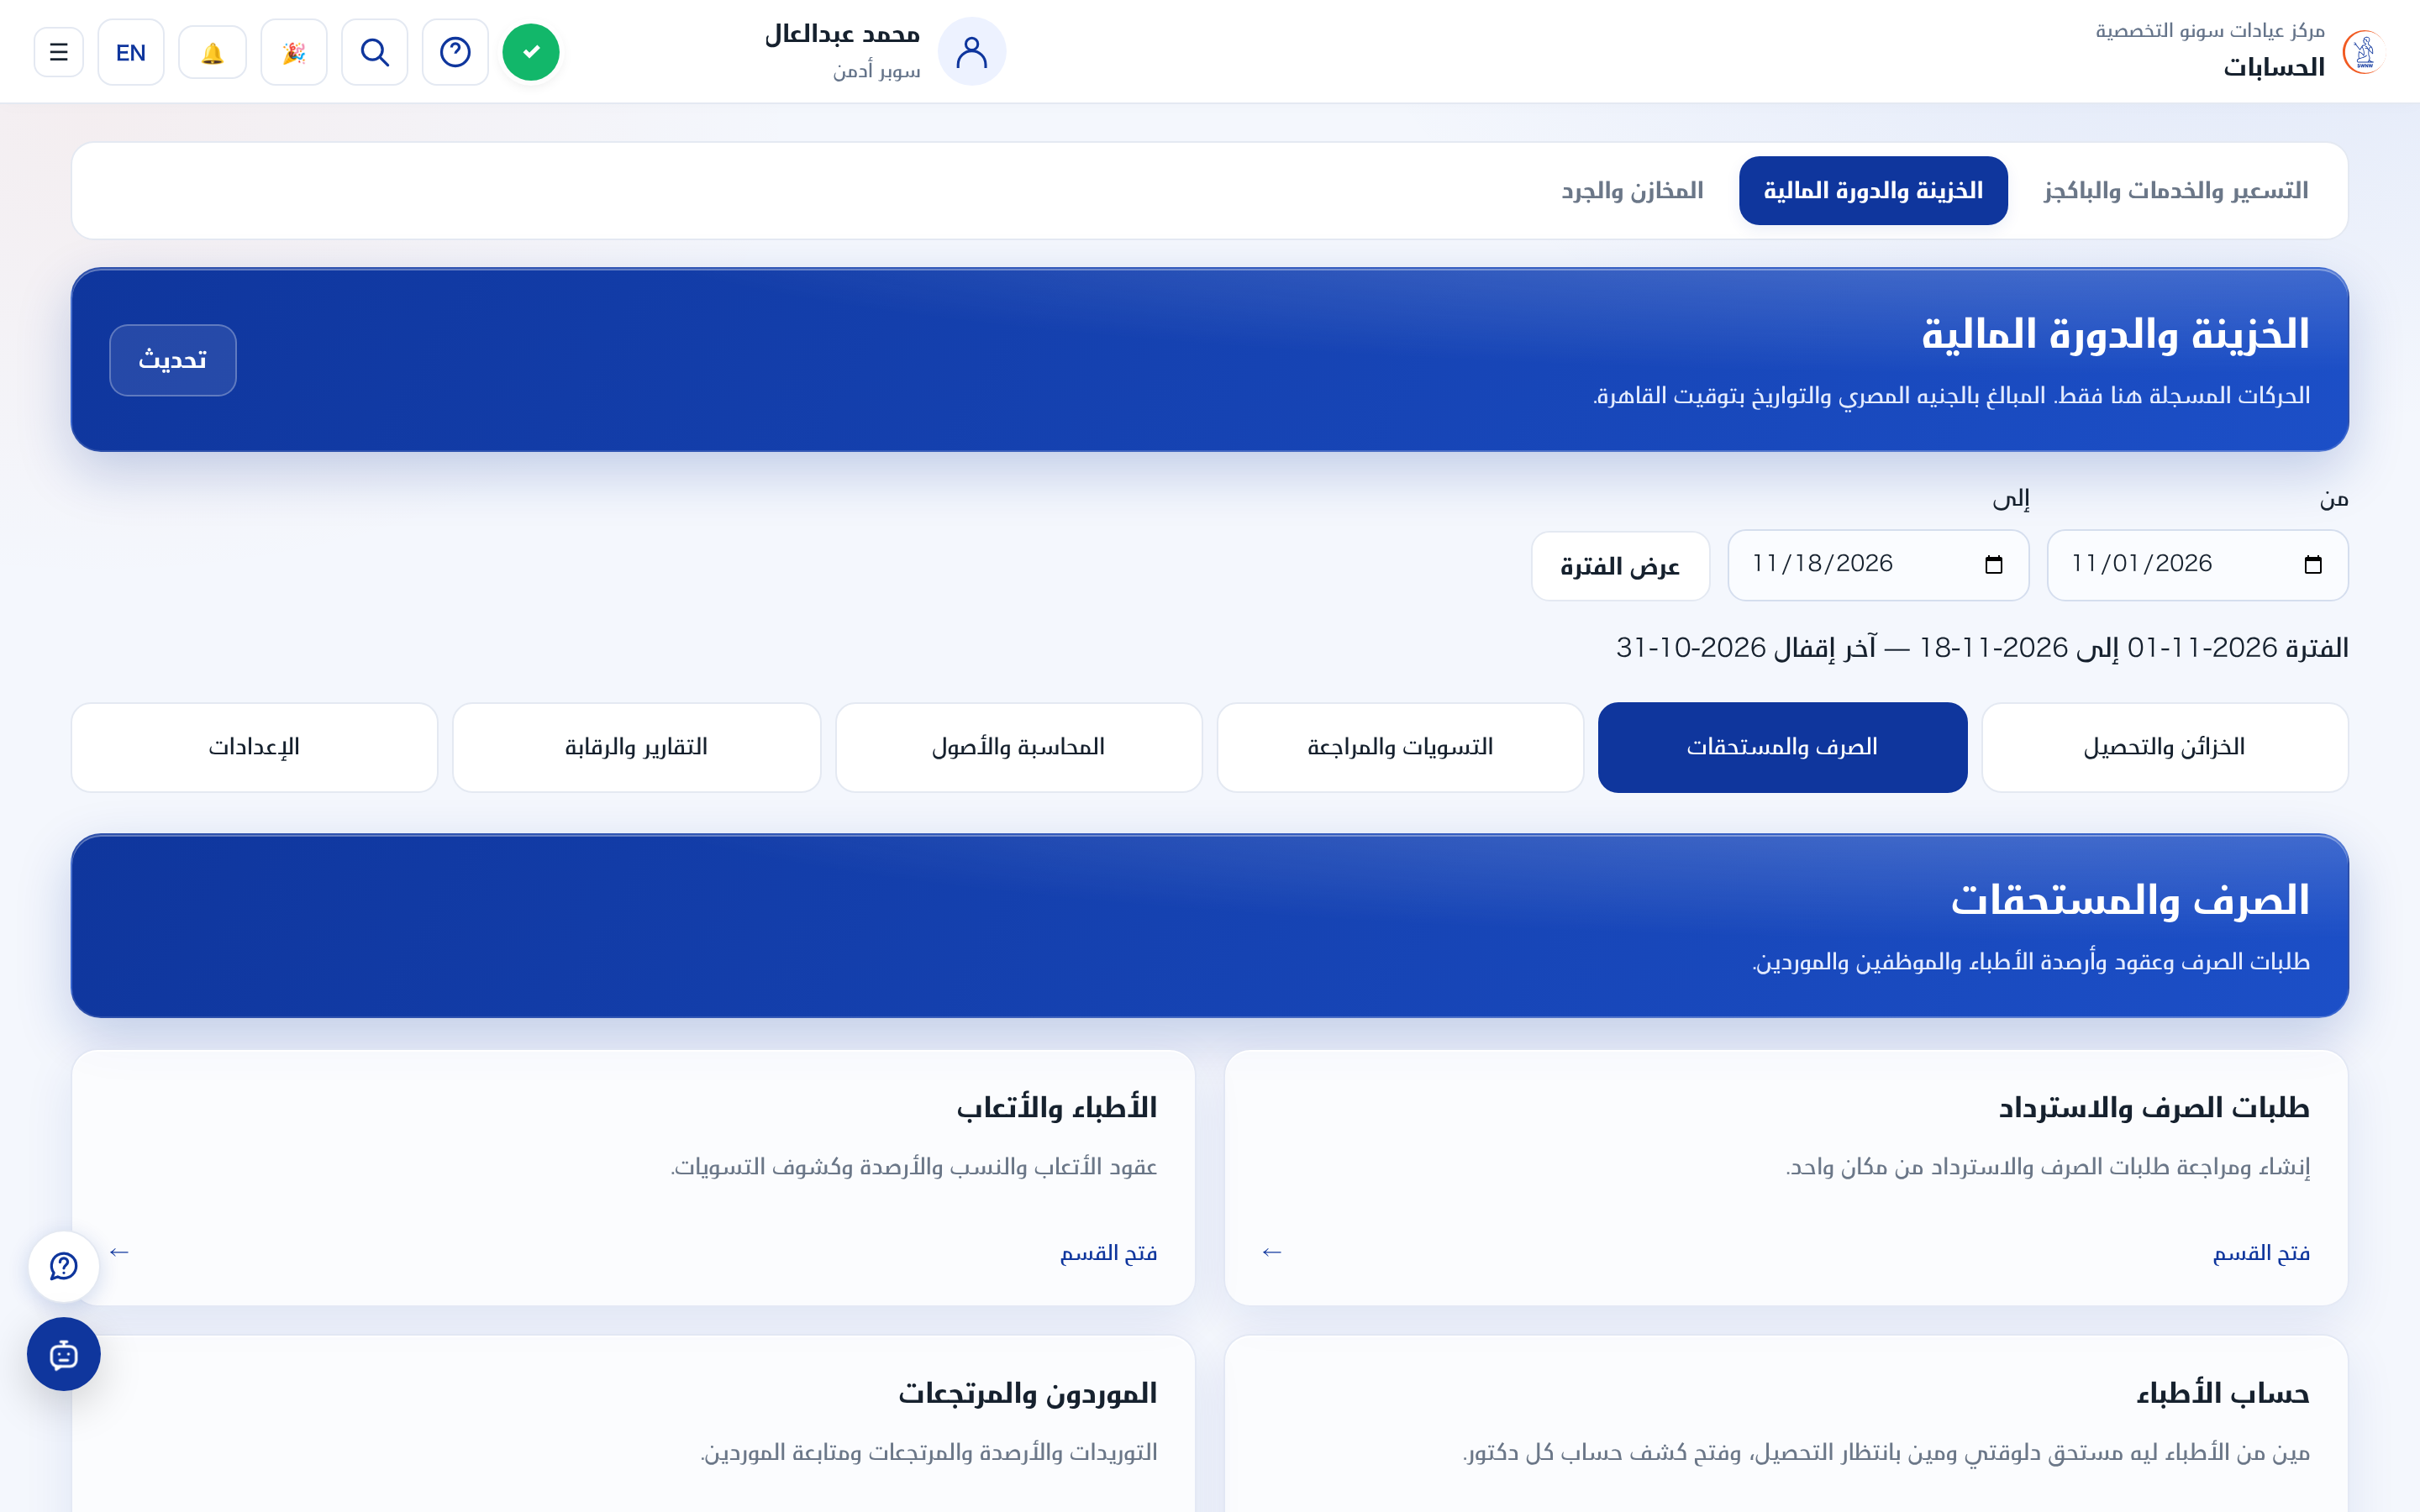 مركز عيادات سونو التخصصية
الحسابات
محمد عبدالعال
سوبر أدمن
EN
التسعير والخدمات والباكجز
الخزينة والدورة المالية
المخازن والجرد
الخزينة والدورة المالية
الحركات المسجلة هنا فقط. المبالغ بالجنيه المصري والتواريخ بتوقيت القاهرة.
تحديث
من
إلى
11/01/2026
11/18/2026
عرض الفترة
الفترة 2026-11-01 إلى 2026-11-18 — آخر إقفال 2026-10-31
الخزائن والتحصيل
الصرف والمستحقات
التسويات والمراجعة
المحاسبة والأصول
التقارير والرقابة
الإعدادات
الصرف والمستحقات
طلبات الصرف وعقود وأرصدة الأطباء والموظفين والموردين.
طلبات الصرف والاسترداد
إنشاء ومراجعة طلبات الصرف والاسترداد من مكان واحد.
فتح القسم ←
الأطباء والأتعاب
عقود الأتعاب والنسب والأرصدة وكشوف التسويات.
فتح القسم ←
حساب الأطباء
مين من الأطباء ليه مستحق دلوقتي ومين بانتظار التحصيل، وفتح كشف حساب كل دكتور.
الموردون والمرتجعات
التوريدات والأرصدة والمرتجعات ومتابعة الموردين.